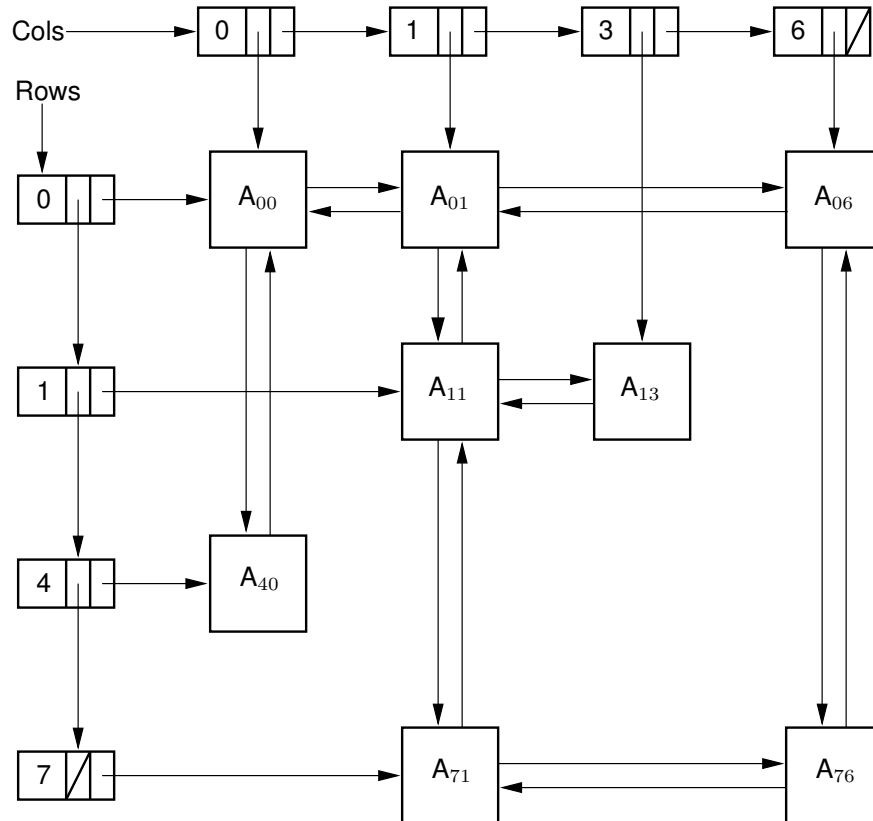 Cols 0 1 3 6
Rows
0 A₀₀ A₀₁ A₀₆
1 A₁₁ A₁₃
4 A₄₀
7 A₇₁ A₇₆